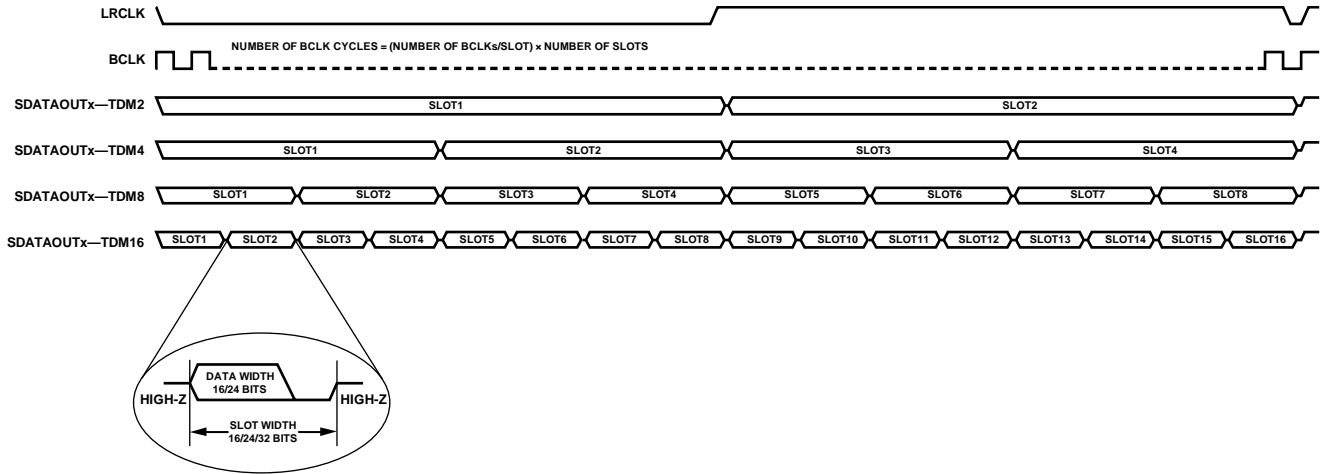 LRCLK
BCLK
NUMBER OF BCLK CYCLES = (NUMBER OF BCLKs/SLOT) × NUMBER OF SLOTS
SDATAOUTx—TDM2
SLOT1 SLOT2
SDATAOUTx—TDM4
SLOT1 SLOT2 SLOT3 SLOT4
SDATAOUTx—TDM8
SLOT1 SLOT2 SLOT3 SLOT4 SLOT5 SLOT6 SLOT7 SLOT8
SDATAOUTx—TDM16
SLOT1 SLOT2 SLOT3 SLOT4 SLOT5 SLOT6 SLOT7 SLOT8 SLOT9 SLOT10 SLOT11 SLOT12 SLOT13 SLOT14 SLOT15 SLOT16
DATA WIDTH
16/24 BITS
HIGH-Z HIGH-Z
SLOT WIDTH
16/24/32 BITS